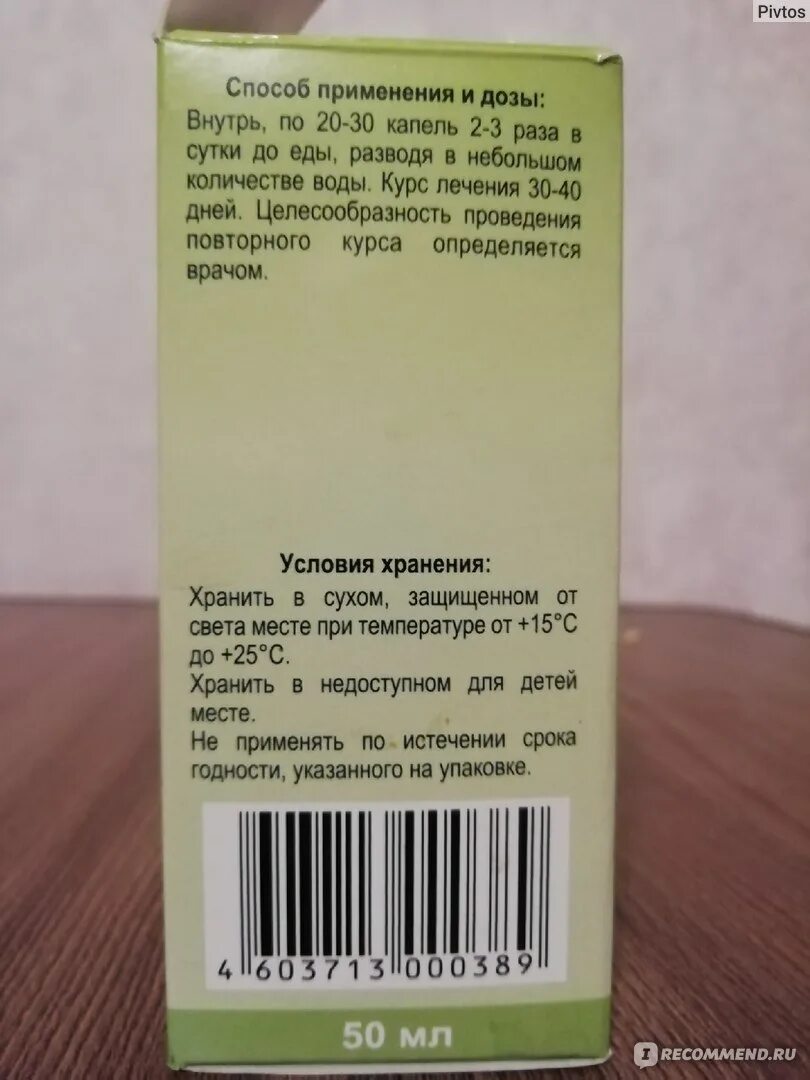 Pivtos
Способ применения и дозы:
Внутрь, по 20-30 капель 2-3 раза в
сутки до еды, разводя в небольшом
количестве воды. Курс лечения 30-40
дней. Целесообразность проведения
повторного курса определяется
врачом.
Условия хранения:
Хранить в сухом, защищенном от
света месте при температуре от +15°С
до +25°С.
Хранить в недоступном для детей
месте.
Не применять по истечении срока
годности, указанного на упаковке.
4 603713 000389
50 мл
IRECOMMEND.RU